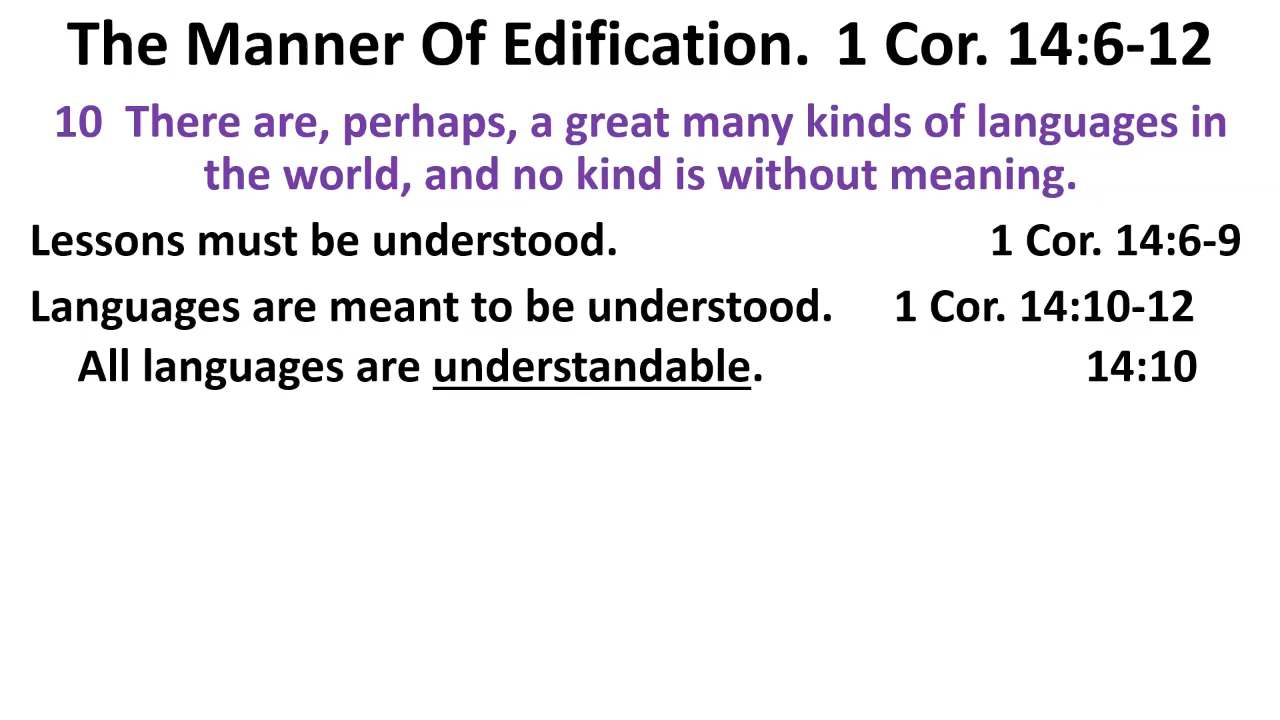 The Manner Of Edification. 1 Cor. 14:6-12
10 There are, perhaps, a great many kinds of languages in
the world, and no kind is without meaning.
Lessons must be understood. 1 Cor. 14:6-9
Languages are meant to be understood. 1 Cor. 14:10-12
All languages are understandable. 14:10